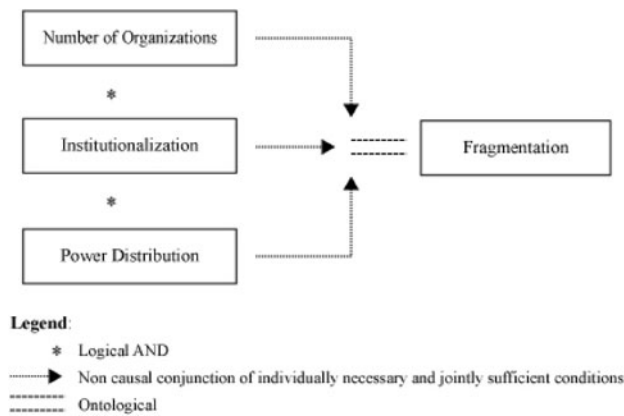 Number of Organizations
*
Institutionalization
Fragmentation
*
Power Distribution
Legend:
* Logical AND
Non causal conjunction of individually necessary and jointly sufficient conditions
Ontological